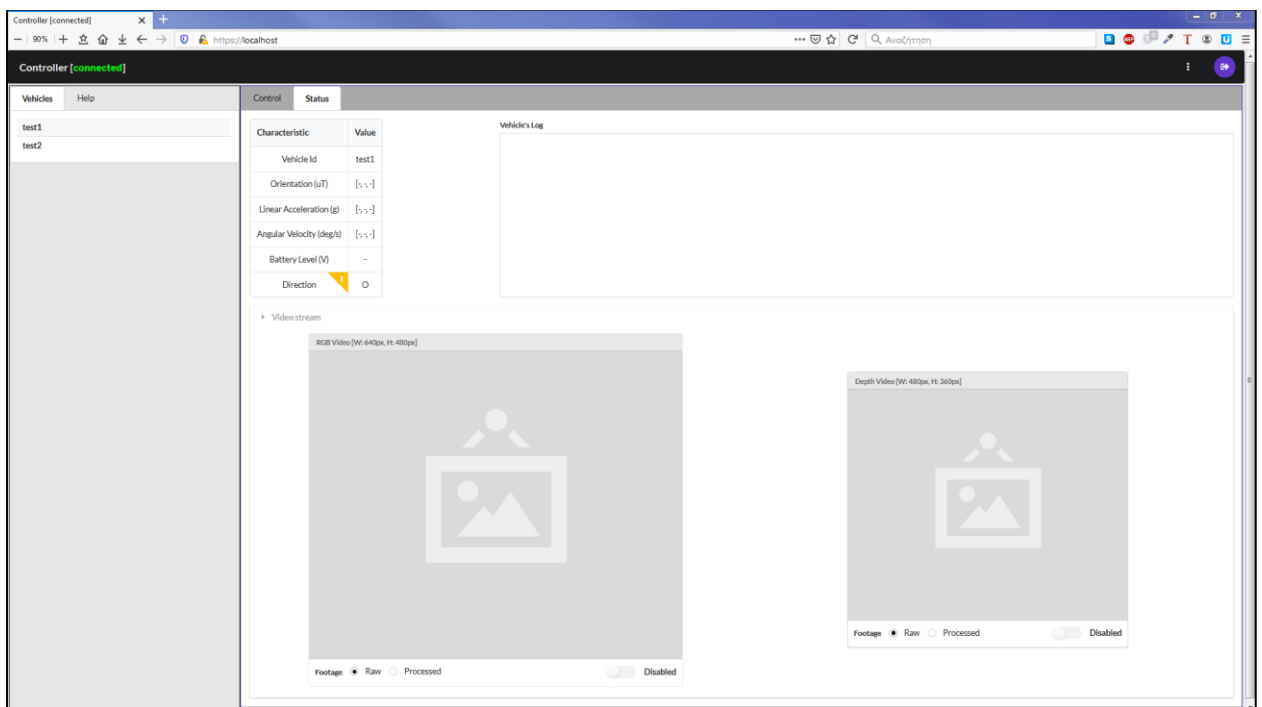 Controller [connected]
90%
https://localhost
Αναζήτηση
Controller [connected]
Vehicles Help
test1
test2
Control Status
Characteristic Value
Vehicle Id test1
Orientation (uT) [-, -, -]
Linear Acceleration (g) [-, -, -]
Angular Velocity (deg/s) [-, -, -]
Battery Level (V) -
Direction O
Vehicle's Log
Video stream
RGB Video [W: 640px, H: 480px]
Footage Raw Processed Disabled
Depth Video [W: 480px, H: 360px]
Footage Raw Processed Disabled